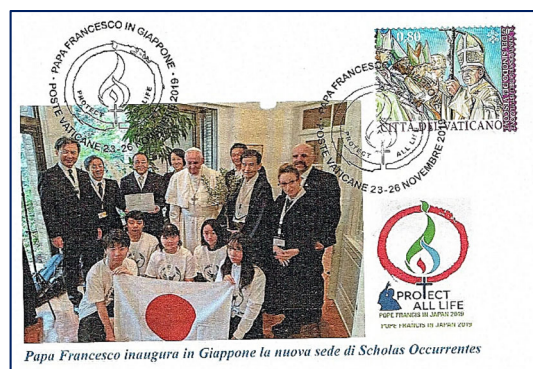 PAPA FRANCESCO IN GIAPPONE
POSTE VATICANE 23-26
2019
PROTECT ALL LIFE
0,80
CITTÀ DEL VATICANO
PAPA FRANCESCO
POSTE VATICANE 23-26 NOVEMBRE 2019
PROTECT
ALL LIFE
PROTECT
ALL LIFE
POPE FRANCIS IN JAPAN 2019
POPE FRANCIS IN JAPAN 2019
Papa Francesco inaugura in Giappone la nuova sede di Scholas Occurrentes